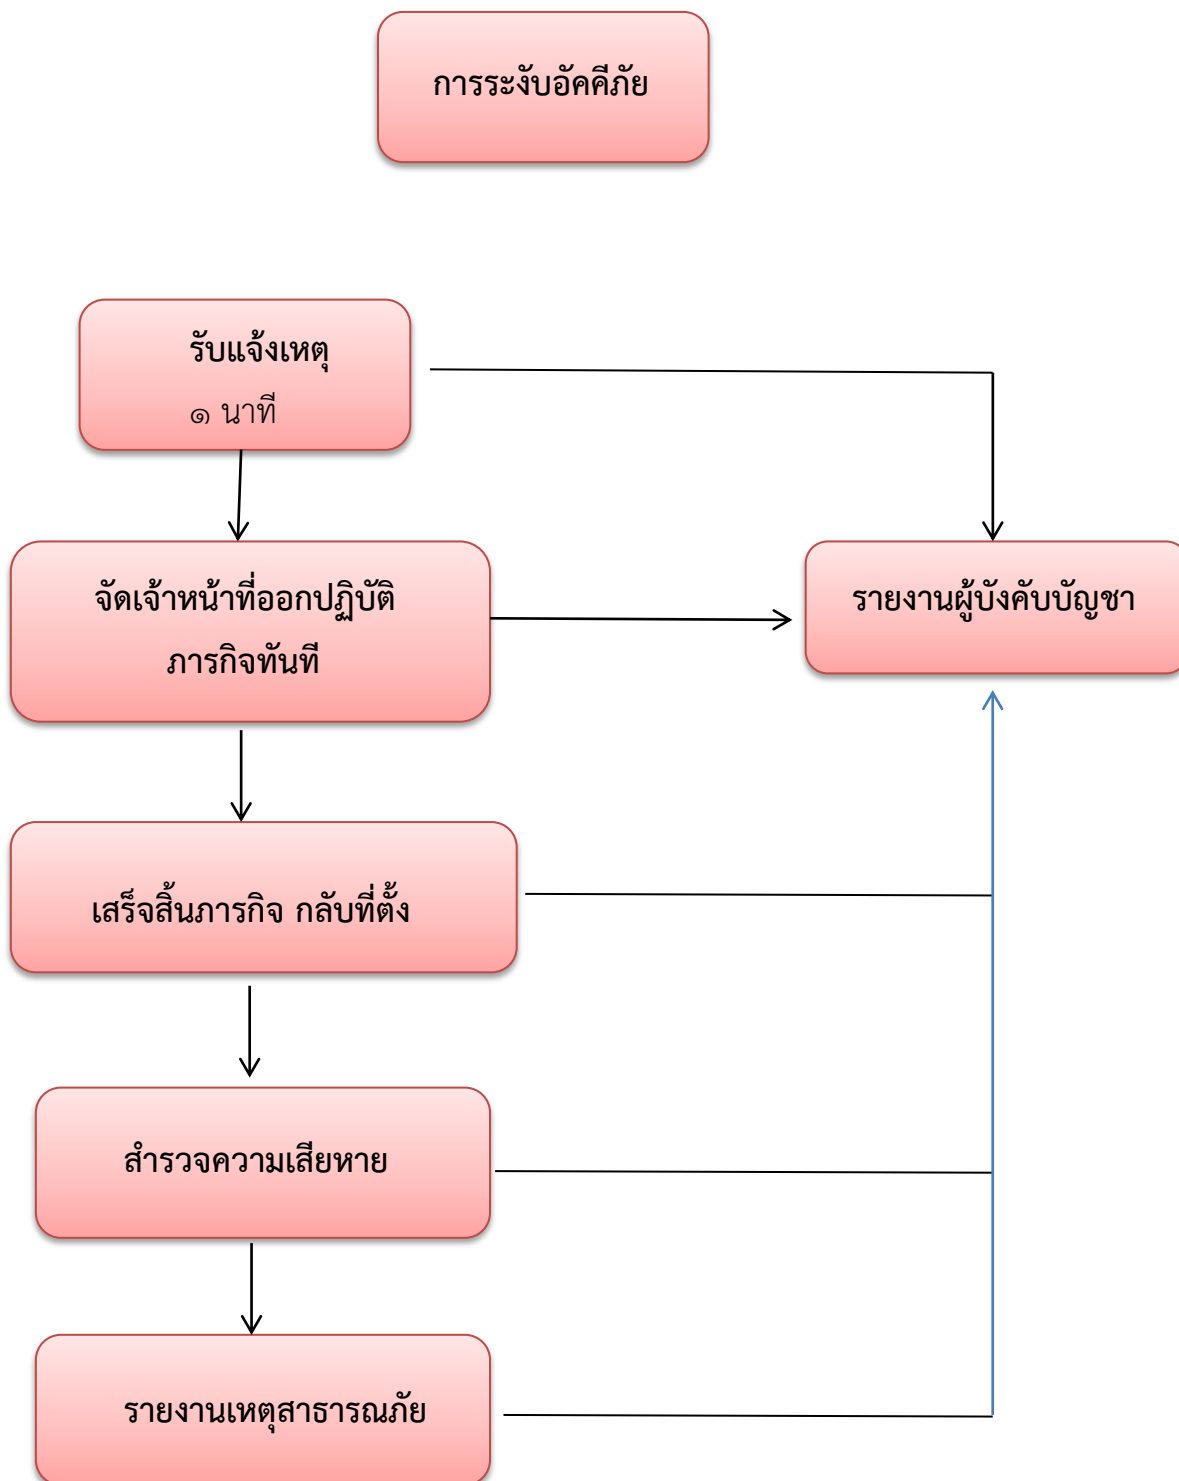 การระงับอัคคีภัย
รับแจ้งเหตุ
๑ นาที
จัดเจ้าหน้าที่ออกปฏิบัติ
ภารกิจทันที
รายงานผู้บังคับบัญชา
เสร็จสิ้นภารกิจ กลับที่ตั้ง
สำรวจความเสียหาย
รายงานเหตุสาธารณภัย